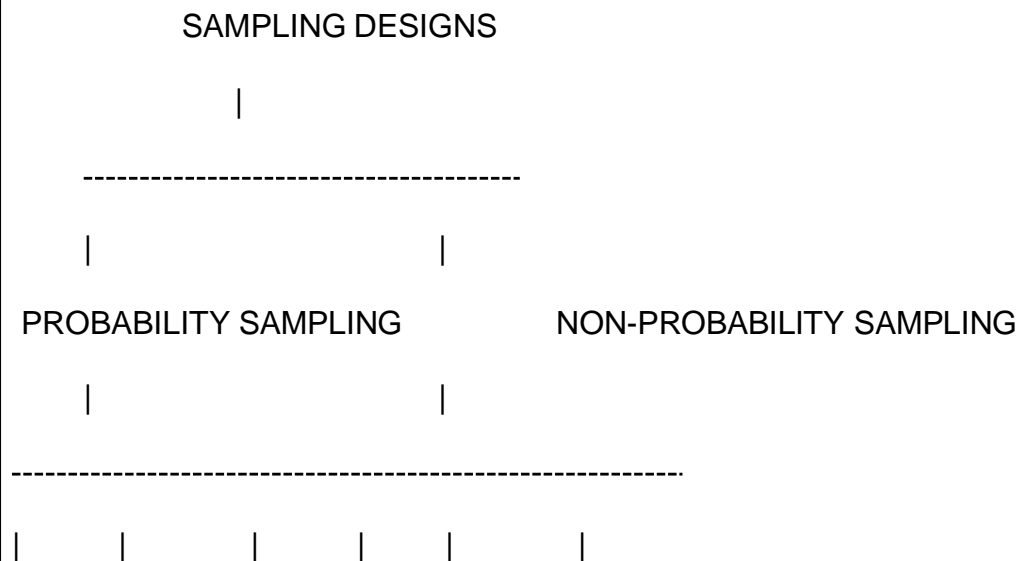 SAMPLING DESIGNS
|
---------------------------------------
| |
PROBABILITY SAMPLING NON-PROBABILITY SAMPLING
| |
------------------------------------------------------------
| | | | | |